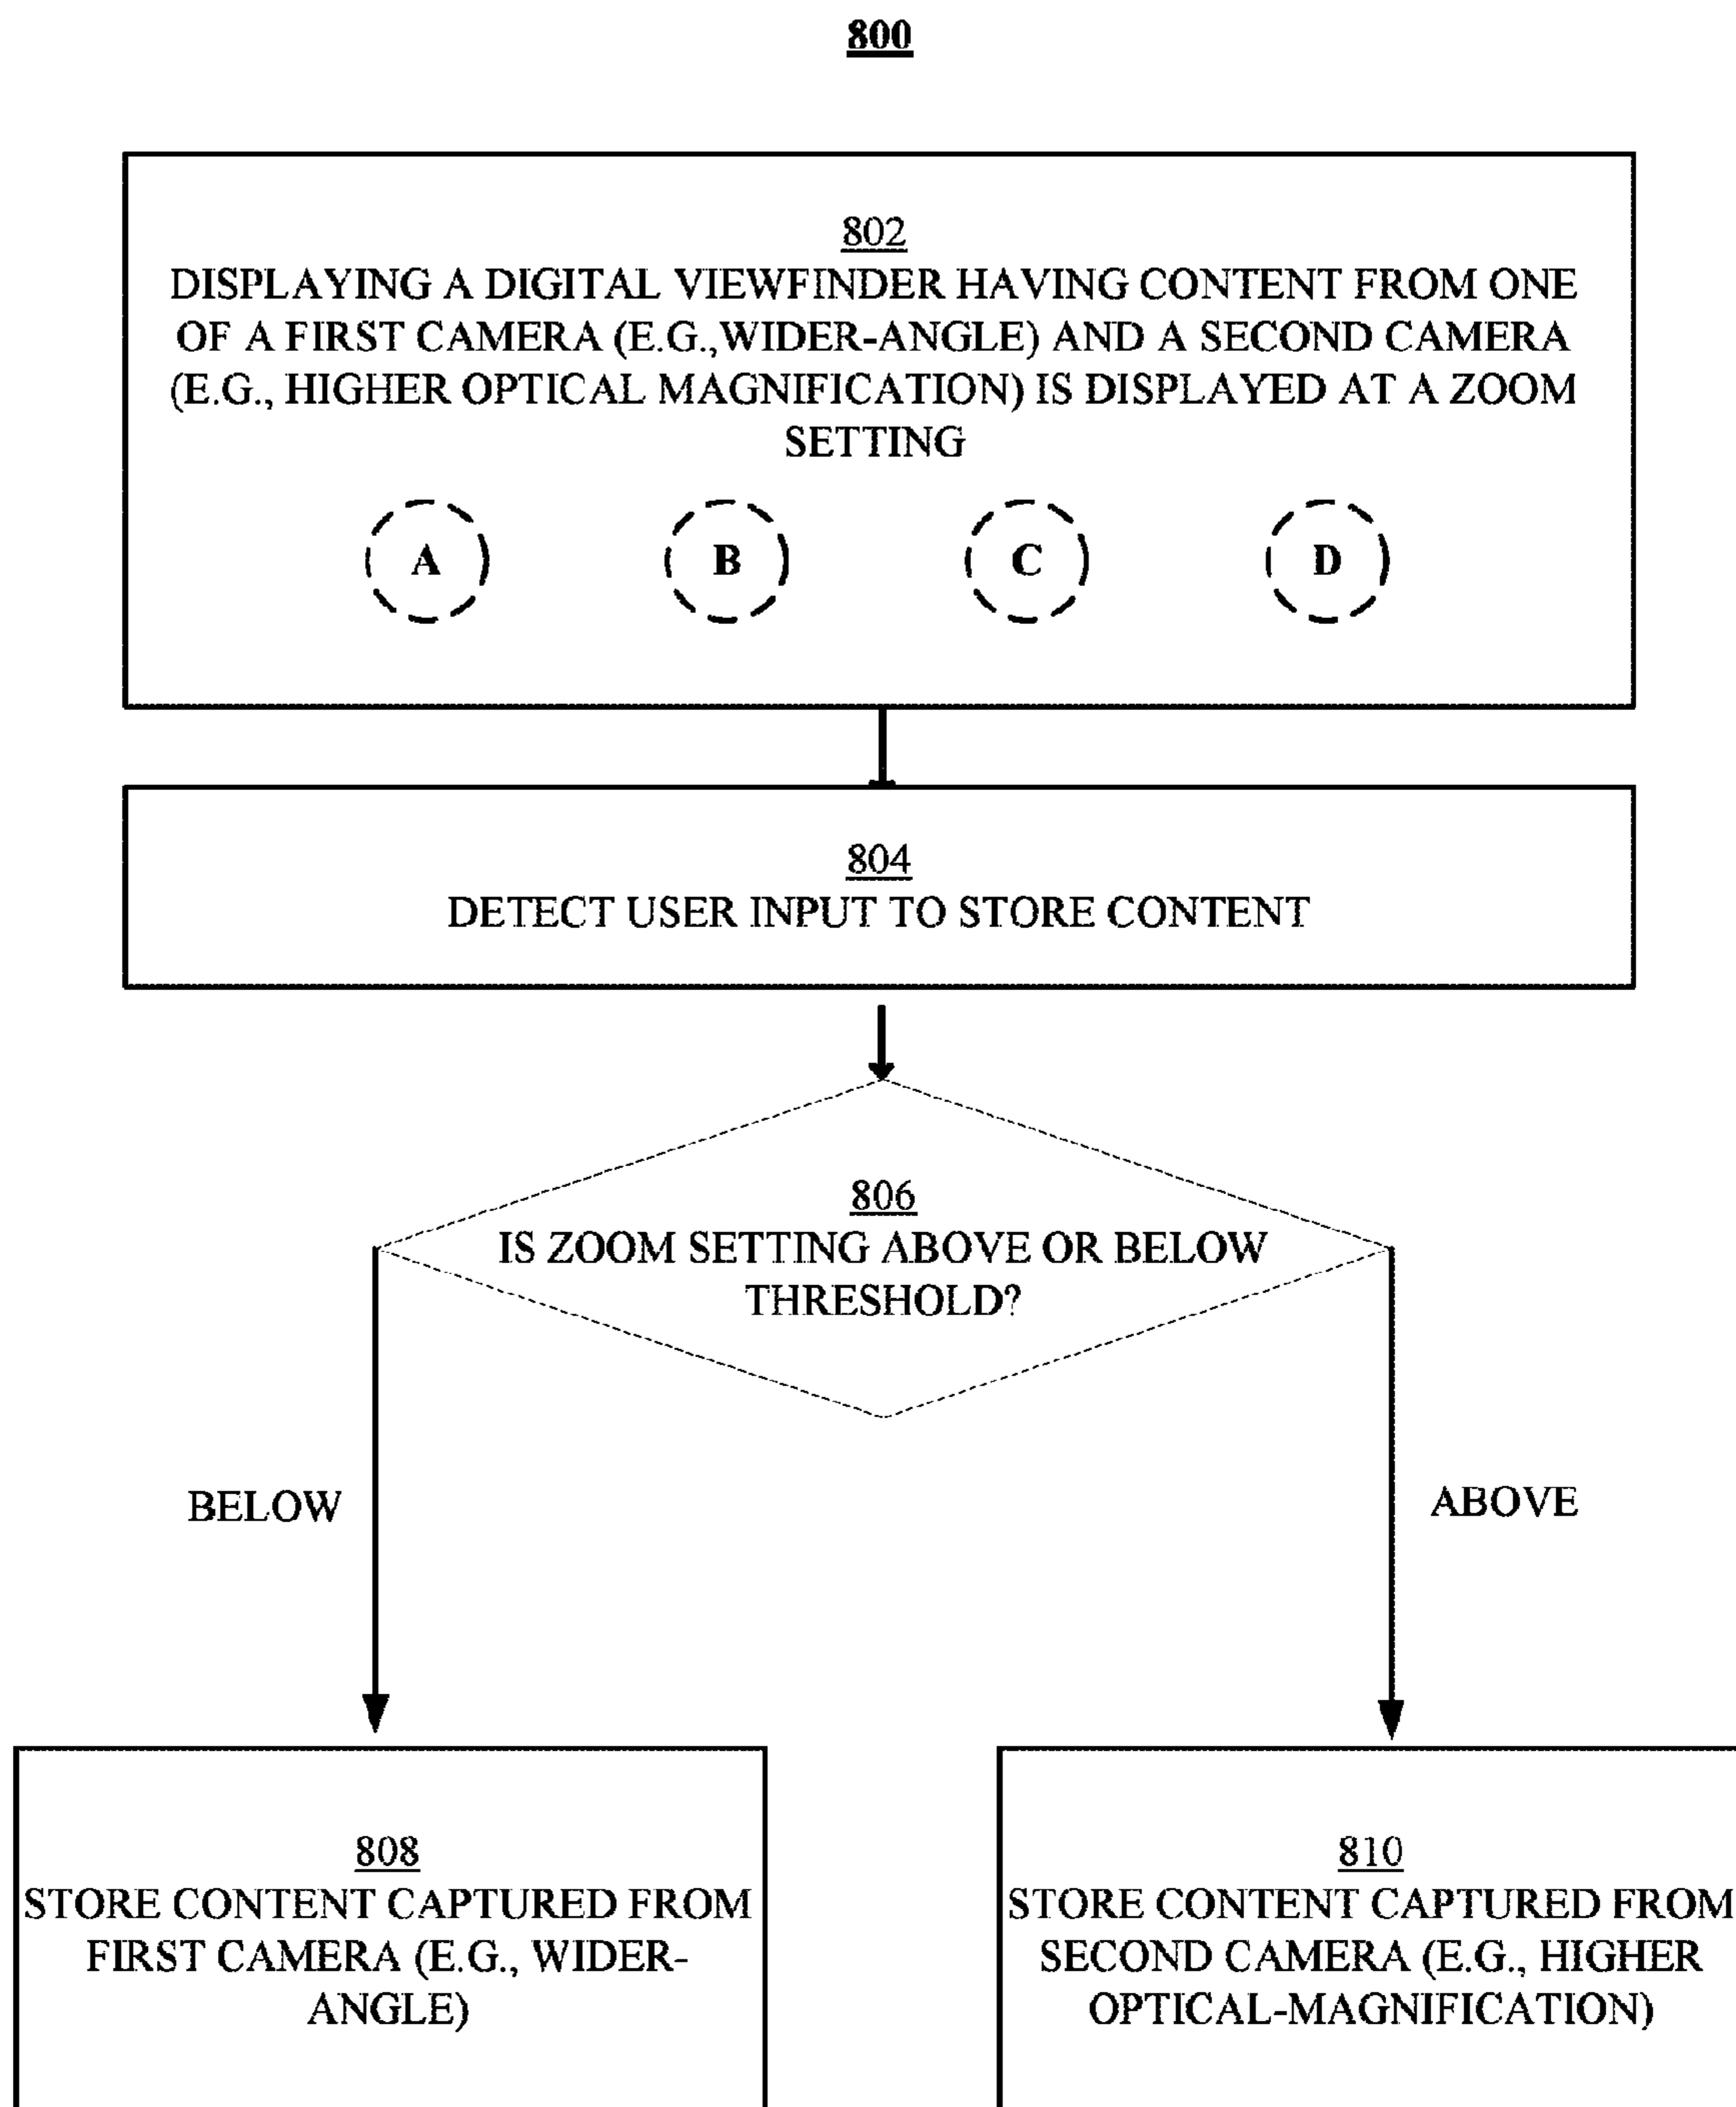 800
802
DISPLAYING A DIGITAL VIEWFINDER HAVING CONTENT FROM ONE
OF A FIRST CAMERA (E.G.,WIDER-ANGLE) AND A SECOND CAMERA
(E.G., HIGHER OPTICAL MAGNIFICATION) IS DISPLAYED AT A ZOOM
SETTING
A B C D
804
DETECT USER INPUT TO STORE CONTENT
806
IS ZOOM SETTING ABOVE OR BELOW
THRESHOLD?
BELOW
ABOVE
808
STORE CONTENT CAPTURED FROM
FIRST CAMERA (E.G., WIDER-
ANGLE)
810
STORE CONTENT CAPTURED FROM
SECOND CAMERA (E.G., HIGHER
OPTICAL-MAGNIFICATION)